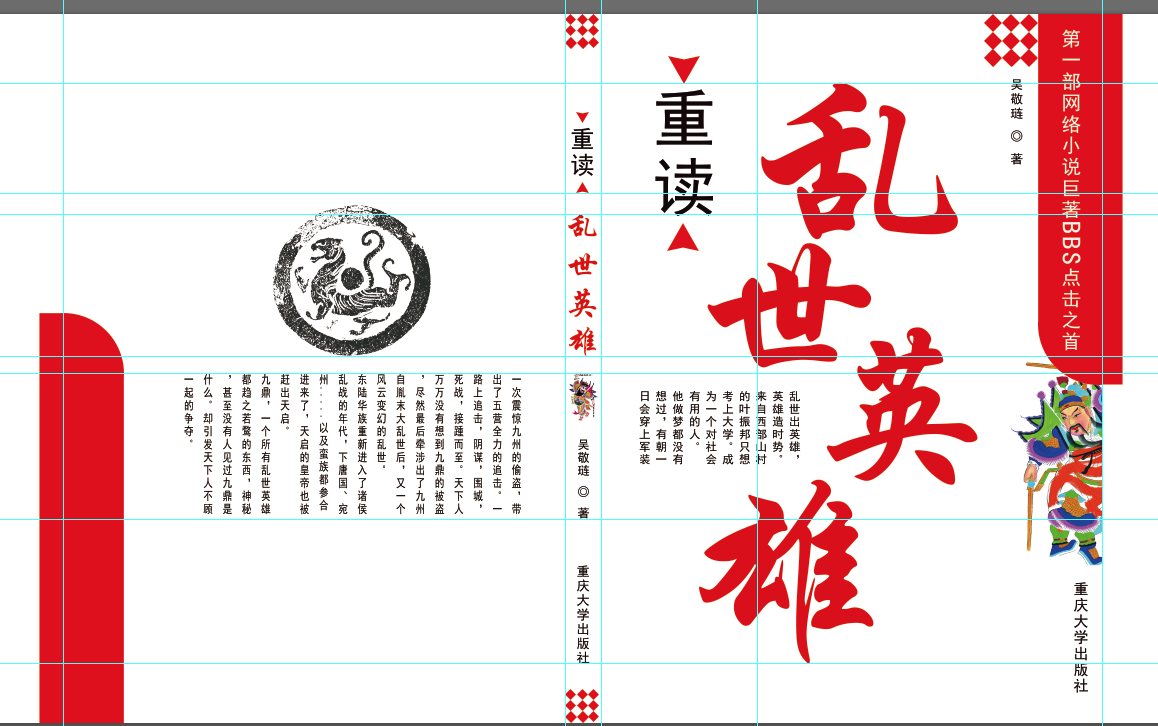 第一部网络小说巨著BBS点击之首
吴敬琏 ◎ 著
重读
乱世英雄
乱世出英雄，
英雄造时势。
来自西部山村
的叶振邦只想
考上大学。成
为一个对社会
有用的人。
他做梦都没有
想过，有朝一
日会穿上军装
重庆大学出版社
重读
乱世英雄
吴敬琏 ◎ 著
重庆大学出版社
一次震惊九州的偷盗，带
出了五营全力的追击。一
路上追击，阴谋，围城，
死战，接踵而至。天下人
万万没有想到九鼎的被盗
，尽然最后牵涉出了九州
自胤末大乱世后，又一个
风云变幻的乱世。
东陆华族重新进入了诸侯
乱战的年代，下唐国、宛
州......以及蛮族都参合
进来了，天启的皇帝也被
赶出天启。
九鼎，一个所有乱世英雄
都趋之若鹜的东西，神秘
，甚至没有人见过九鼎是
什么。却引发天下人不顾
一起的争夺。